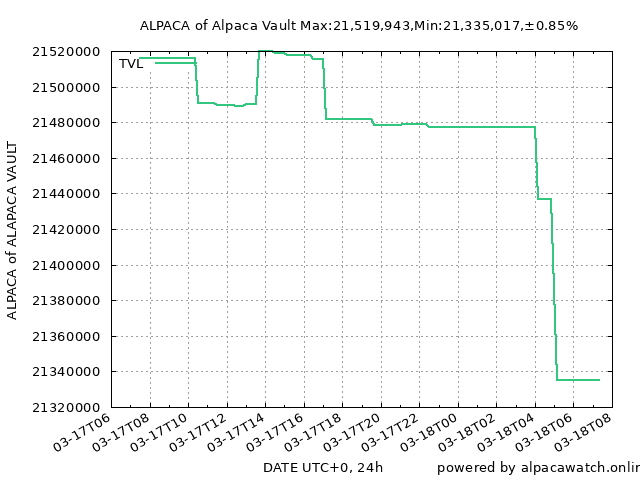 ALPACA of Alpaca Vault Max:21,519,943,Min:21,335,017,±0.85%
TVL
21520000
21500000
21480000
21460000
21440000
21420000
21400000
21380000
21360000
21340000
21320000
ALPACA of ALAPACA VAULT
03-17T06
03-17T08
03-17T10
03-17T12
03-17T14
03-17T16
03-17T18
03-17T20
03-17T22
03-18T00
03-18T02
03-18T04
03-18T06
03-18T08
DATE UTC+0, 24h
powered by alpacawatch.onlin